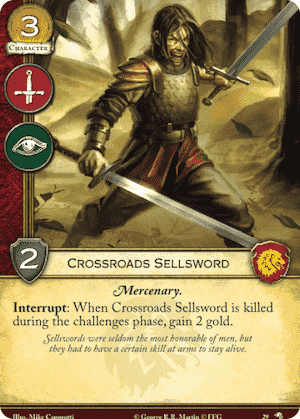 3
CHARACTER
2
CROSSROADS SELLSWORD
Mercenary.
Interrupt: When Crossroads Sellsword is killed
during the challenges phase, gain 2 gold.
Sellswords were seldom the most honorable of men, but
they had to have a certain skill at arms to stay alive.
Illus. Mike Capprotti © George R.R. Martin © FFG 29